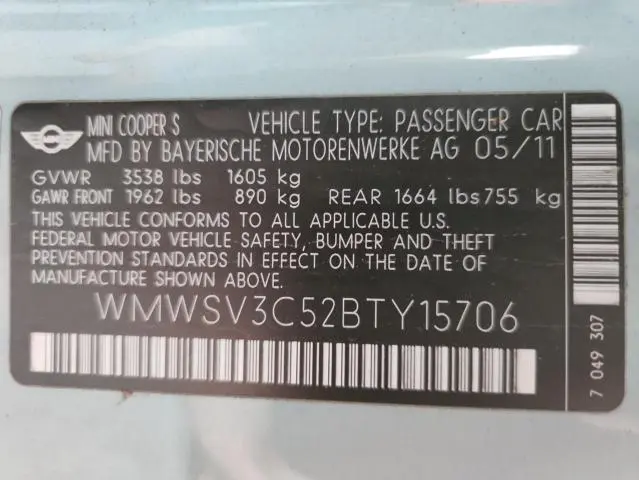 MINI COOPER S VEHICLE TYPE: PASSENGER CAR
MFD BY BAYERISCHE MOTORENWERKE AG 05/11
GVWR 3538 lbs 1605 kg
GAWR FRONT 1962 lbs 890 kg REAR 1664 lbs 755 kg
THIS VEHICLE CONFORMS TO ALL APPLICABLE U.S.
FEDERAL MOTOR VEHICLE SAFETY, BUMPER AND THEFT
PREVENTION STANDARDS IN EFFECT ON THE DATE OF
MANUFACTURE SHOWN ABOVE.
WMWSV3C52BTY15706
7 049 307